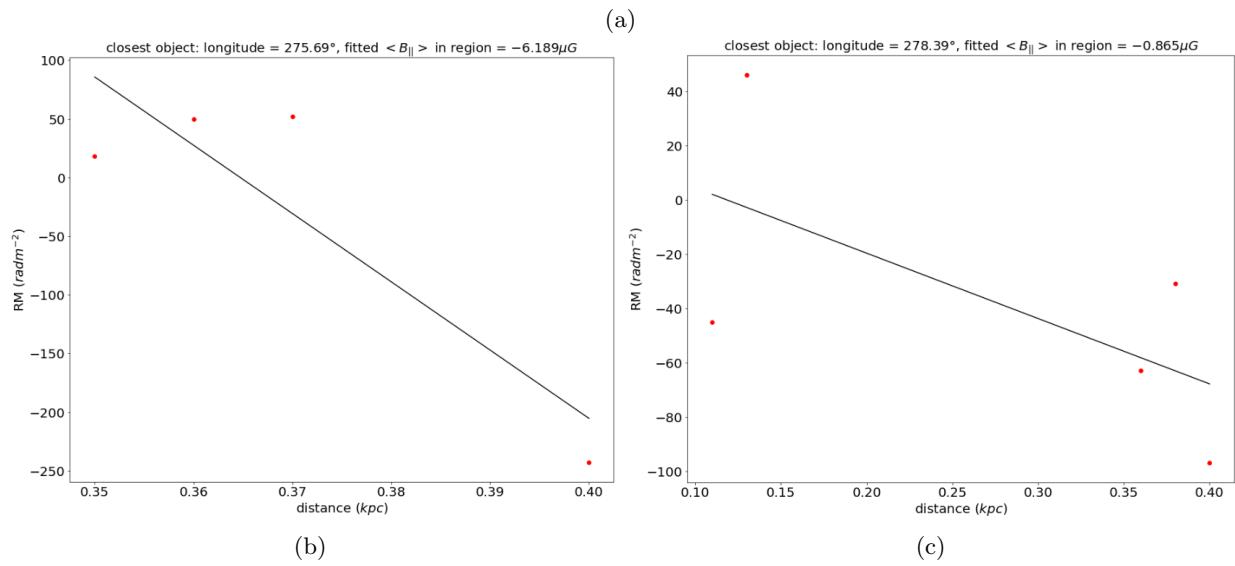 (a)
closest object: longitude = 275.69°, fitted < B_{||} > in region = −6.189μG
100
50
0
−50
−100
−150
−200
−250
RM (radm⁻²)
0.35 0.36 0.37 0.38 0.39 0.40
distance (kpc)
(b)
closest object: longitude = 278.39°, fitted < B_{||} > in region = −0.865μG
40
20
0
−20
−40
−60
−80
−100
RM (radm⁻²)
0.10 0.15 0.20 0.25 0.30 0.35 0.40
distance (kpc)
(c)